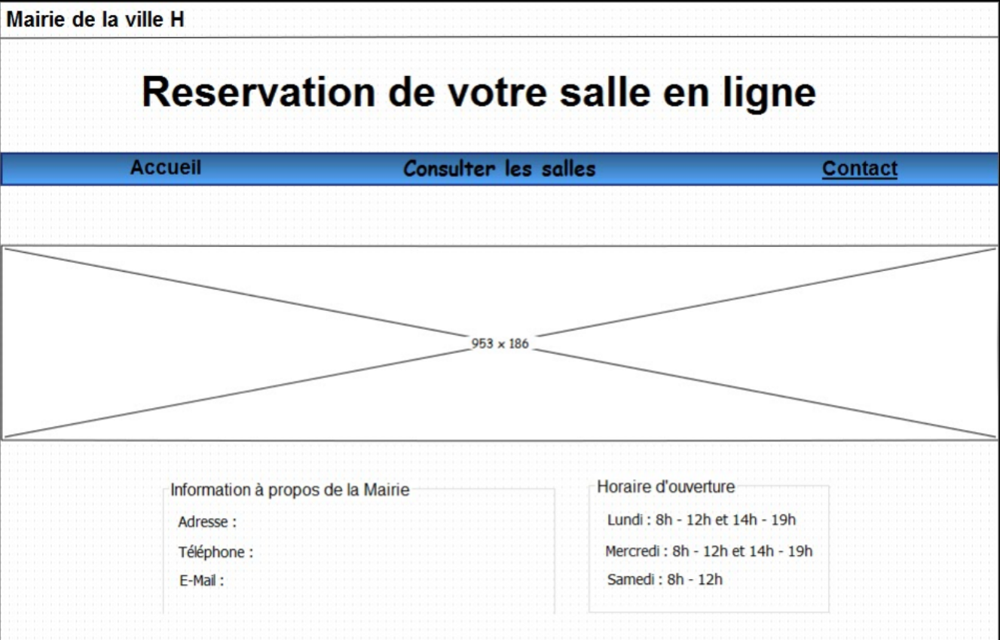 Mairie de la ville H
Reservation de votre salle en ligne
Accueil Consulter les salles Contact
953 x 186
Information à propos de la Mairie
Adresse :
Téléphone :
E-Mail :
Horaire d'ouverture
Lundi : 8h - 12h et 14h - 19h
Mercredi : 8h - 12h et 14h - 19h
Samedi : 8h - 12h